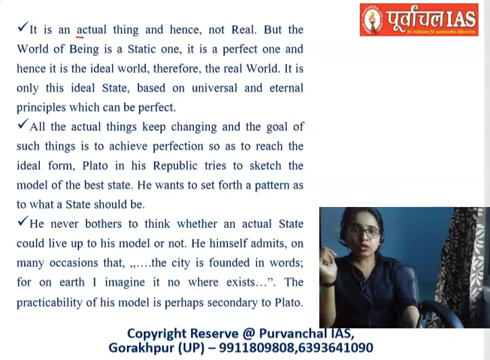 पूर्वांचल IAS
✓It is an actual thing and hence, not Real. But the
World of Being is a Static one, it is a perfect one and
hence it is the ideal world, therefore, the real World. It is
only this ideal State, based on universal and eternal
principles which can be perfect.
✓All the actual things keep changing and the goal of
such things is to achieve perfection so as to reach the
ideal form, Plato in his Republic tries to sketch the
model of the best state. He wants to set forth a pattern as
to what a State should be.
✓He never bothers to think whether an actual State
could live up to his model or not. He himself admits, on
many occasions that, „….the city is founded in words;
for on earth I imagine it no where exists…”. The
practicability of his model is perhaps secondary to Plato.
Copyright Reserve @ Purvanchal IAS,
Gorakhpur (UP) – 9911809808,6393641090